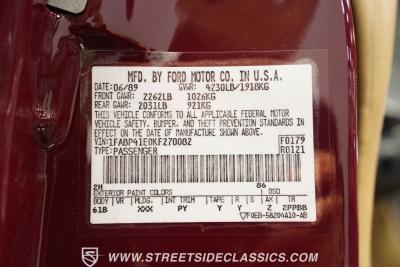 MFD. BY FORD MOTOR CO. IN U.S.A.
DATE: 06/89 GVWR: 4230LB/1918KG
FRONT GAWR: 2262LB 1026KG
REAR GAWR: 2031LB 921KG
THIS VEHICLE CONFORMS TO ALL APPLICABLE FEDERAL MOTOR
VEHICLE SAFETY, BUMPER, AND THEFT PREVENTION STANDARDS IN
EFFECT ON THE DATE OF MANUFACTURE SHOWN ABOVE.
VIN: 1FABP41E0KF270082 F0179
TYPE: PASSENGER R0121
2H 86
EXTERIOR PAINT COLORS DSO
BODY VR MLDG. INT TRIM TAPE R S AX TR
61B XXX PY Y Y Z 2PPBB
F0EB-58204A10-AB
WWW.STREETSIDECLASSICS.COM